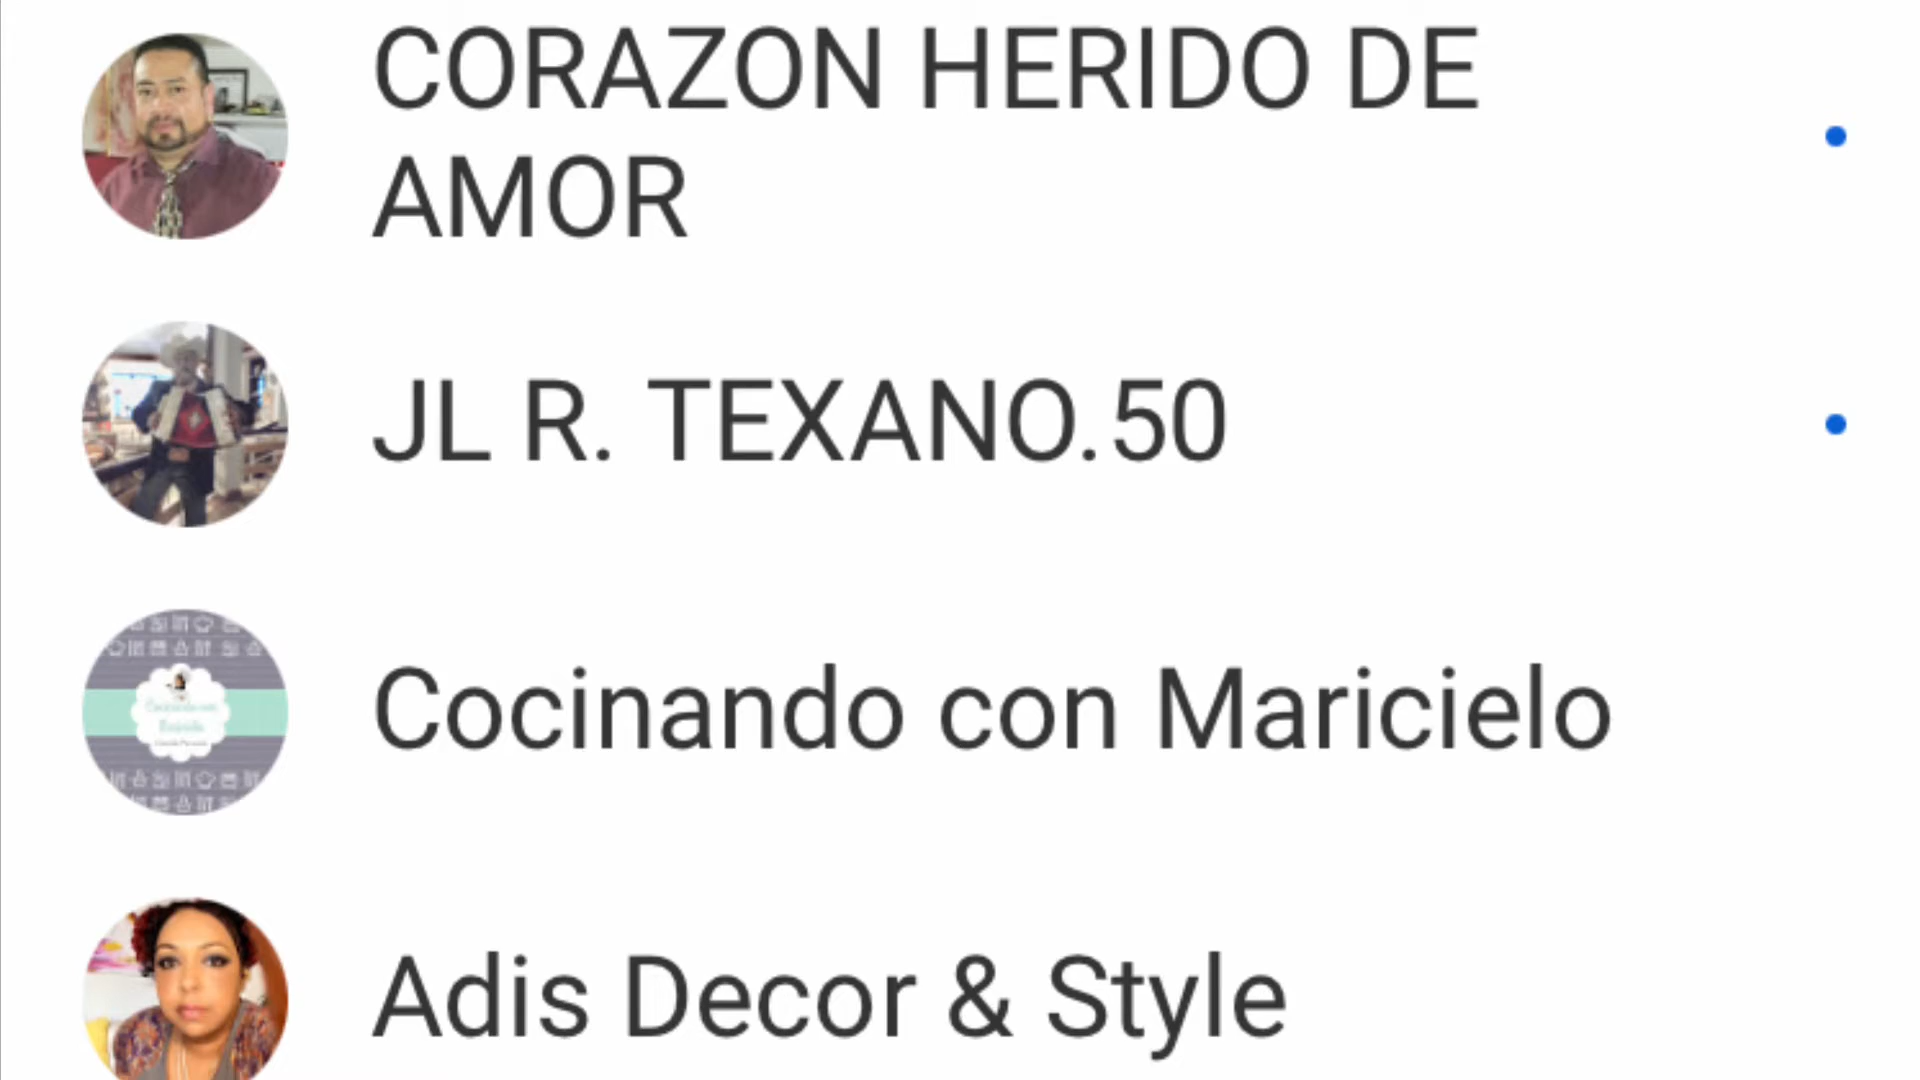 CORAZON HERIDO DE
AMOR
JL R. TEXANO.50
Cocinando con Maricielo
Adis Decor & Style